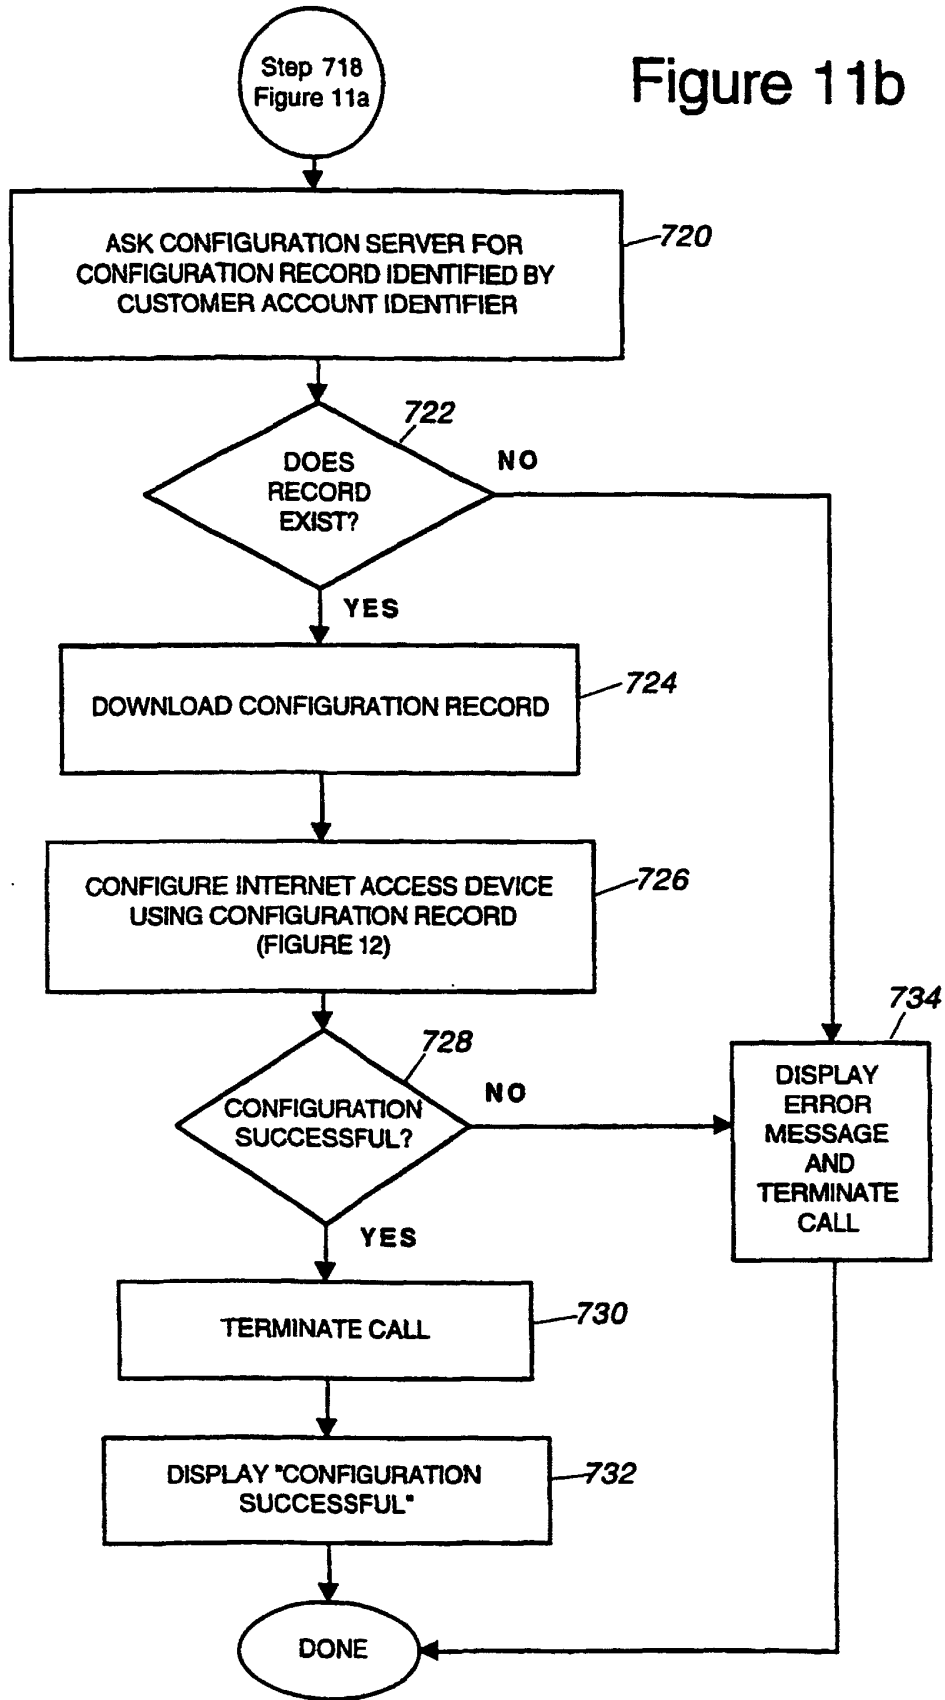 Step 718
Figure 11a
Figure 11b
ASK CONFIGURATION SERVER FOR
CONFIGURATION RECORD IDENTIFIED BY
CUSTOMER ACCOUNT IDENTIFIER
720
722
DOES
RECORD
EXIST?
NO
YES
DOWNLOAD CONFIGURATION RECORD
724
CONFIGURE INTERNET ACCESS DEVICE
USING CONFIGURATION RECORD
(FIGURE 12)
726
728
CONFIGURATION
SUCCESSFUL?
NO
YES
734
DISPLAY
ERROR
MESSAGE
AND
TERMINATE
CALL
TERMINATE CALL
730
DISPLAY "CONFIGURATION
SUCCESSFUL"
732
DONE